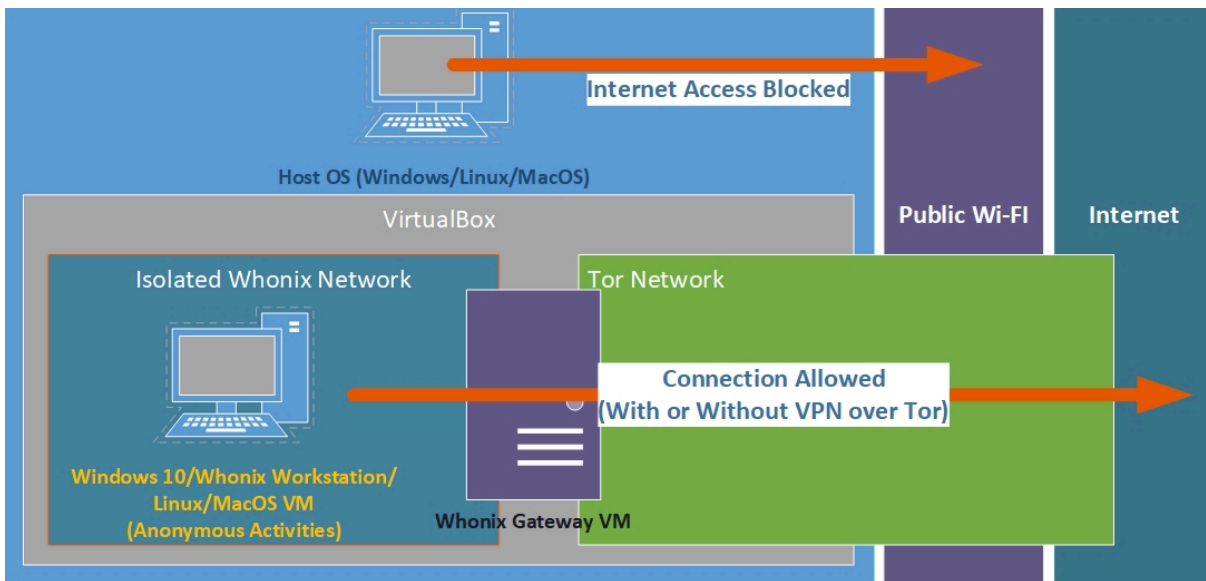 Internet Access Blocked
Host OS (Windows/Linux/MacOS)
VirtualBox
Public Wi-FI
Internet
Isolated Whonix Network
Tor Network
Connection Allowed
(With or Without VPN over Tor)
Windows 10/Whonix Workstation/
Linux/MacOS VM
(Anonymous Activities)
Whonix Gateway VM